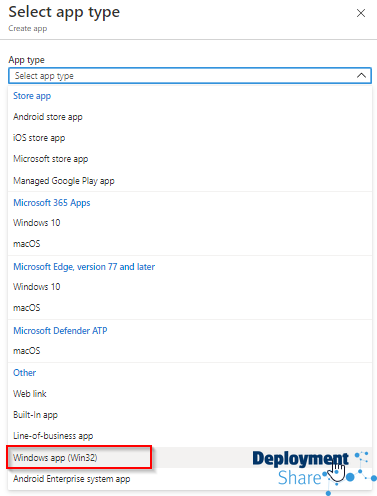 Select app type
Create app
App type
Select app type
Store app
Android store app
iOS store app
Microsoft store app
Managed Google Play app
Microsoft 365 Apps
Windows 10
macOS
Microsoft Edge, version 77 and later
Windows 10
macOS
Microsoft Defender ATP
macOS
Other
Web link
Built-In app
Line-of-business app
Windows app (Win32)
Android Enterprise system app
Deployment
Share